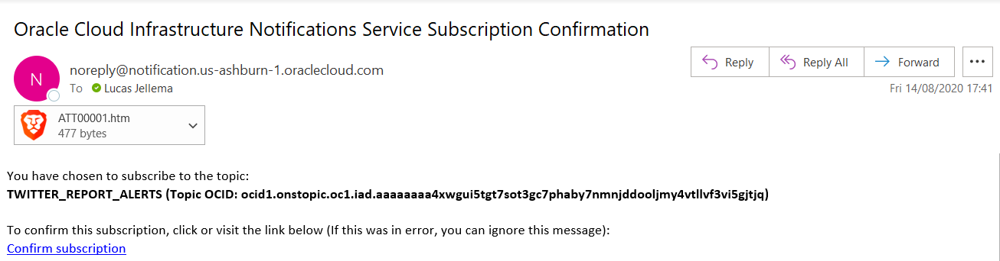 Oracle Cloud Infrastructure Notifications Service Subscription Confirmation
N
noreply@notification.us-ashburn-1.oraclecloud.com
To Lucas Jellema
Reply
Reply All
Forward
Fri 14/08/2020 17:41
ATT00001.htm
477 bytes
You have chosen to subscribe to the topic:
TWITTER_REPORT_ALERTS (Topic OCID: ocid1.onstopic.oc1.iad.aaaaaaaa4xwgui5tgt7sot3gc7phaby7nmnjddooljmy4vtllvf3vi5gjtjq)
To confirm this subscription, click or visit the link below (If this was in error, you can ignore this message):
Confirm subscription